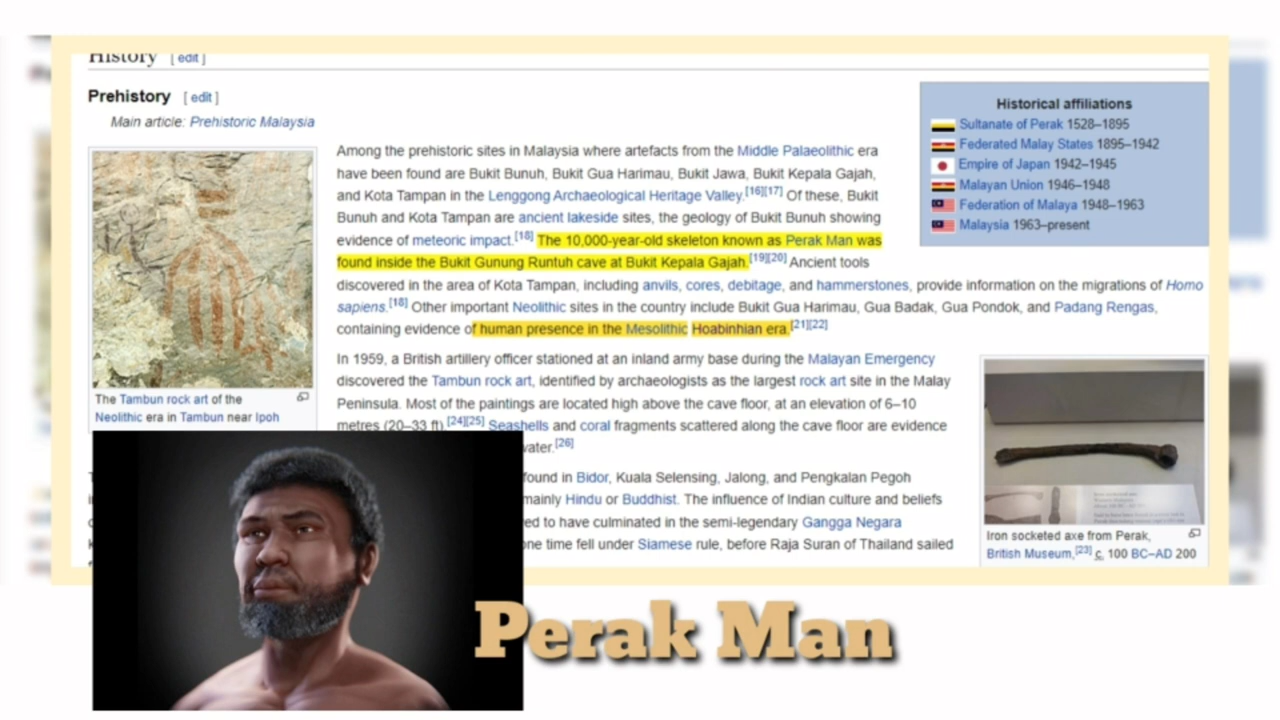 History [ edit ]
Prehistory [ edit ]
Main article: Prehistoric Malaysia
Among the prehistoric sites in Malaysia where artefacts from the Middle Palaeolithic era
have been found are Bukit Bunuh, Bukit Gua Harimau, Bukit Jawa, Bukit Kepala Gajah,
and Kota Tampan in the Lenggong Archaeological Heritage Valley.[16][17] Of these, Bukit
Bunuh and Kota Tampan are ancient lakeside sites, the geology of Bukit Bunuh showing
evidence of meteoric impact.[18] The 10,000-year-old skeleton known as Perak Man was
found inside the Bukit Gunung Runtuh cave at Bukit Kepala Gajah.[19][20] Ancient tools
discovered in the area of Kota Tampan, including anvils, cores, debitage, and hammerstones, provide information on the migrations of Homo
sapiens.[18] Other important Neolithic sites in the country include Bukit Gua Harimau, Gua Badak, Gua Pondok, and Padang Rengas,
containing evidence of human presence in the Mesolithic Hoabinhian era.[21][22]
Historical affiliations
Sultanate of Perak 1528–1895
Federated Malay States 1895–1942
Empire of Japan 1942–1945
Malayan Union 1946–1948
Federation of Malaya 1948–1963
Malaysia 1963–present
The Tambun rock art of the
Neolithic era in Tambun near Ipoh
In 1959, a British artillery officer stationed at an inland army base during the Malayan Emergency
discovered the Tambun rock art, identified by archaeologists as the largest rock art site in the Malay
Peninsula. Most of the paintings are located high above the cave floor, at an elevation of 6–10
metres (20–33 ft).[24][25] Seashells and coral fragments scattered along the cave floor are evidence
water.[26]
found in Bidor, Kuala Selensing, Jalong, and Pengkalan Pegoh
mainly Hindu or Buddhist. The influence of Indian culture and beliefs
ed to have culminated in the semi-legendary Gangga Negara
one time fell under Siamese rule, before Raja Suran of Thailand sailed
Iron socketed axe from Perak,
British Museum,[23] c. 100 BC–AD 200
Perak Man